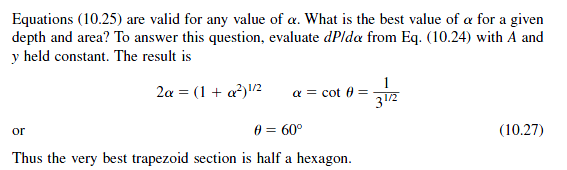 Equations (10.25) are valid for any value of α. What is the best value of α for a given
depth and area? To answer this question, evaluate dP/dα from Eq. (10.24) with A and
y held constant. The result is
2α = (1 + α²)^1/2    α = cot θ = 1/3^1/2
or    θ = 60°    (10.27)
Thus the very best trapezoid section is half a hexagon.